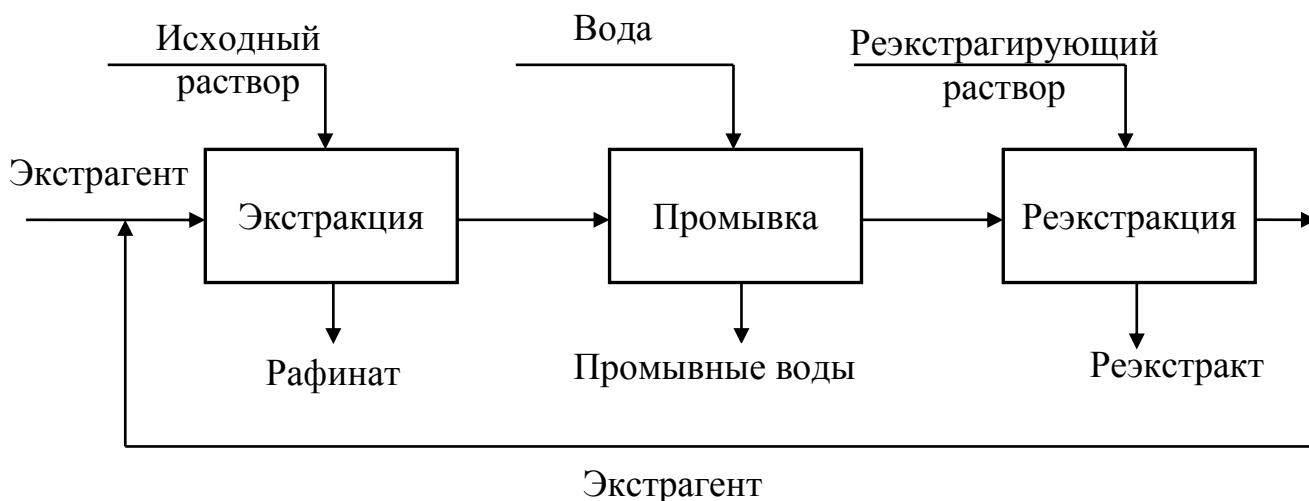 Исходный
раствор
Вода
Реэкстрагирующий
раствор
Экстрагент
Экстракция
Промывка
Реэкстракция
Рафинат
Промывные воды
Реэкстракт
Экстрагент